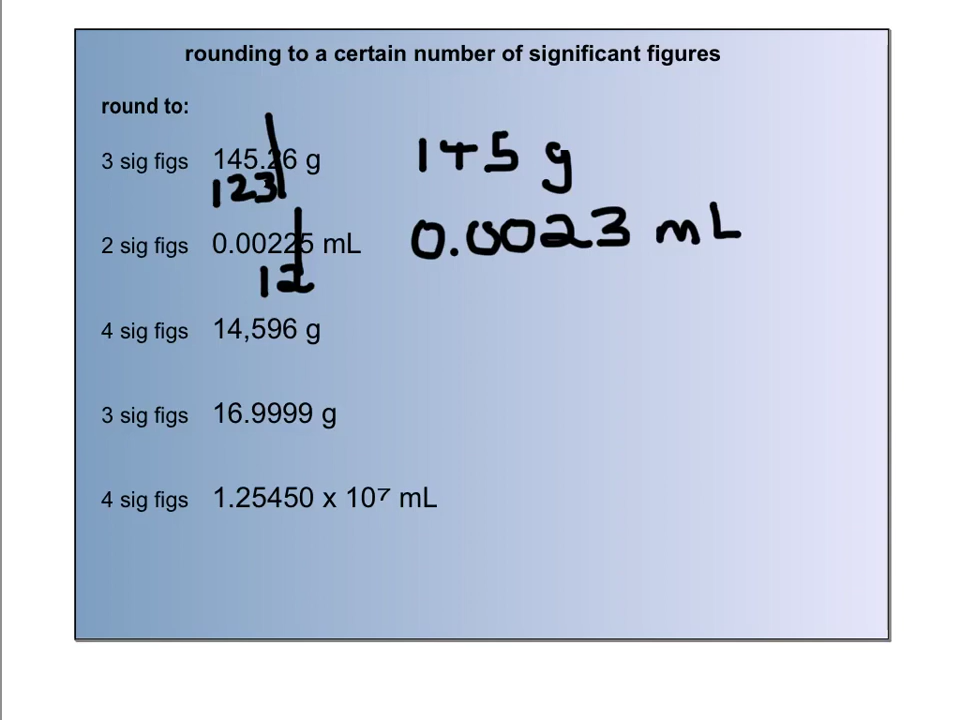 rounding to a certain number of significant figures
round to:
3 sig figs 145.26 g 145 g
123
2 sig figs 0.00225 mL 0.0023 mL
12
4 sig figs 14,596 g
3 sig figs 16.9999 g
4 sig figs 1.25450 x 10⁷ mL